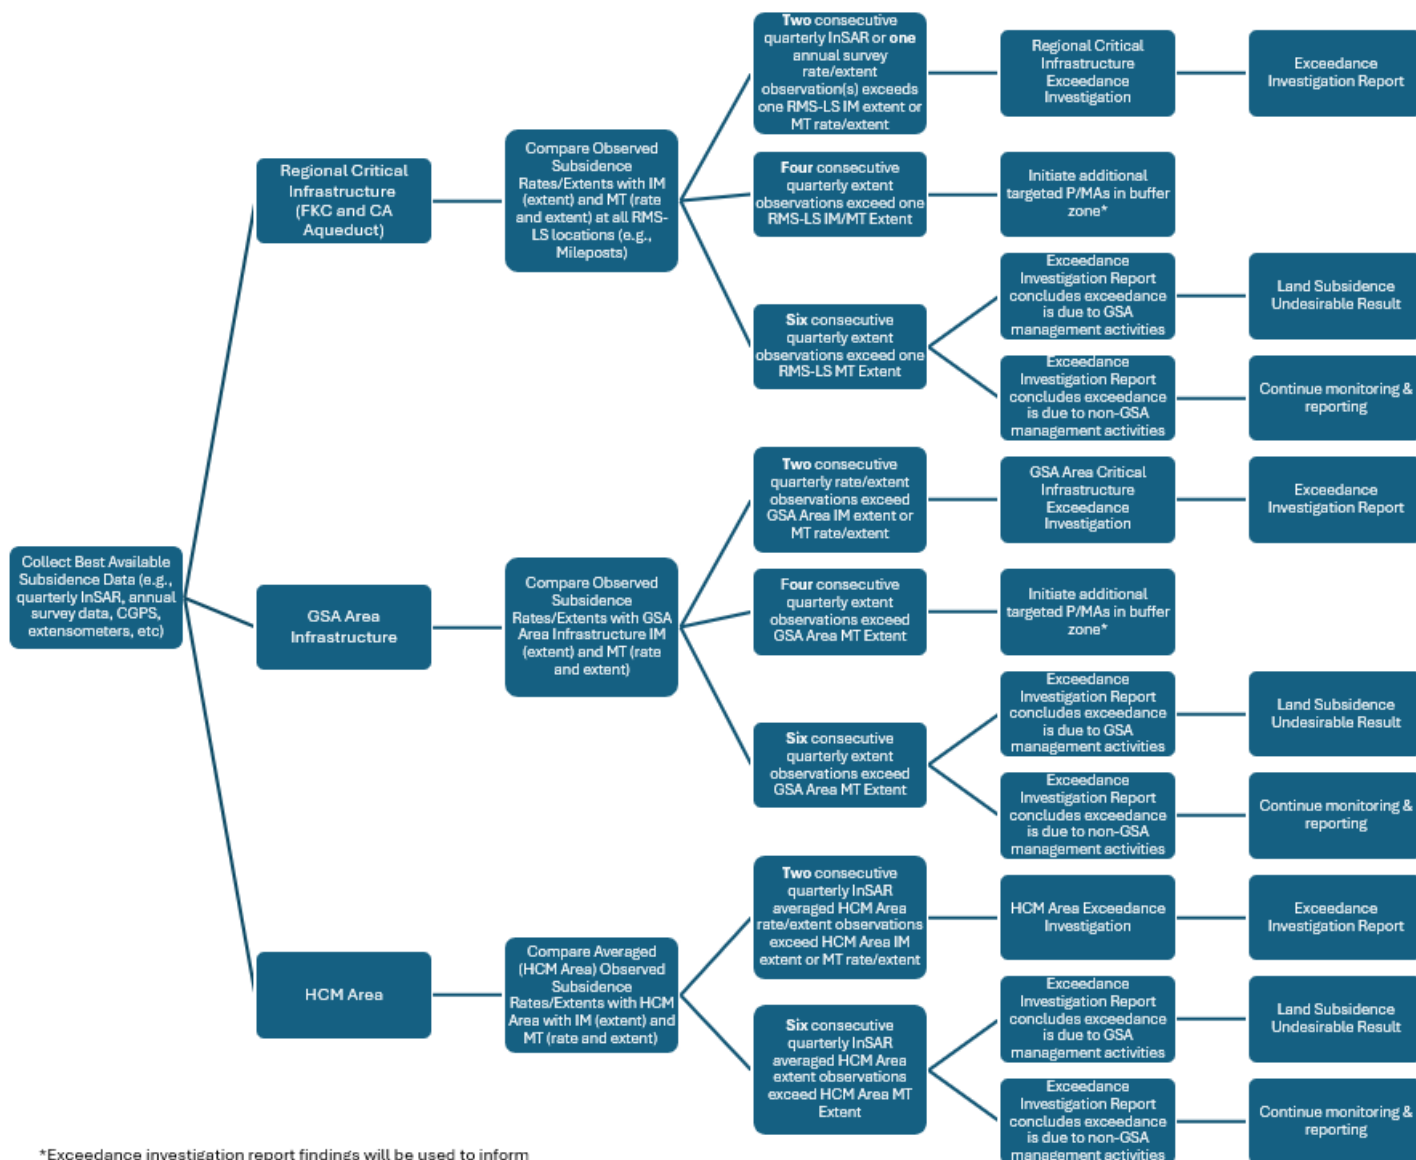 Collect Best Available
Subsidence Data (e.g.,
quarterly InSAR, annual
survey data, CGPS,
extensometers, etc)
Regional Critical
Infrastructure
(FKC and CA
Aqueduct)
Compare Observed
Subsidence
Rates/Extents with IM
(extent) and MT (rate
and extent) at all RMS-
LS locations (e.g.,
Mileposts)
Two consecutive
quarterly InSAR or one
annual survey
rate/extent
observation(s) exceeds
one RMS-LS IM extent or
MT rate/extent
Regional Critical
Infrastructure
Exceedance
Investigation
Exceedance
Investigation Report
Four consecutive
quarterly extent
observations exceed one
RMS-LS IM/MT Extent
Initiate additional
targeted P/MAs in buffer
zone*
Six consecutive
quarterly extent
observations exceed one
RMS-LS MT Extent
Exceedance
Investigation Report
concludes exceedance
is due to GSA
management activities
Land Subsidence
Undesirable Result
Exceedance
Investigation Report
concludes exceedance
is due to non-GSA
management activities
Continue monitoring &
reporting
GSA Area
Infrastructure
Compare Observed
Subsidence
Rates/Extents with GSA
Area Infrastructure IM
(extent) and MT (rate
and extent)
Two consecutive
quarterly rate/extent
observations exceed
GSA Area IM extent or
MT rate/extent
GSA Area Critical
Infrastructure
Exceedance
Investigation
Exceedance
Investigation Report
Four consecutive
quarterly extent
observations exceed
GSA Area MT Extent
Initiate additional
targeted P/MAs in buffer
zone*
Six consecutive
quarterly extent
observations exceed
GSA Area MT Extent
Exceedance
Investigation Report
concludes exceedance
is due to GSA
management activities
Land Subsidence
Undesirable Result
Exceedance
Investigation Report
concludes exceedance
is due to non-GSA
management activities
Continue monitoring &
reporting
HCM Area
Compare Averaged
(HCM Area) Observed
Subsidence
Rates/Extents with HCM
Area with IM (extent) and
MT (rate and extent)
Two consecutive
quarterly InSAR
averaged HCM Area
rate/extent observations
exceed HCM Area IM
extent or MT rate/extent
HCM Area Exceedance
Investigation
Exceedance
Investigation Report
Six consecutive
quarterly InSAR
averaged HCM Area
extent observations
exceed HCM Area MT
Extent
Exceedance
Investigation Report
concludes exceedance
is due to GSA
management activities
Land Subsidence
Undesirable Result
Exceedance
Investigation Report
concludes exceedance
is due to non-GSA
management activities
Continue monitoring &
reporting
*Exceedance investigation report findings will be used to inform